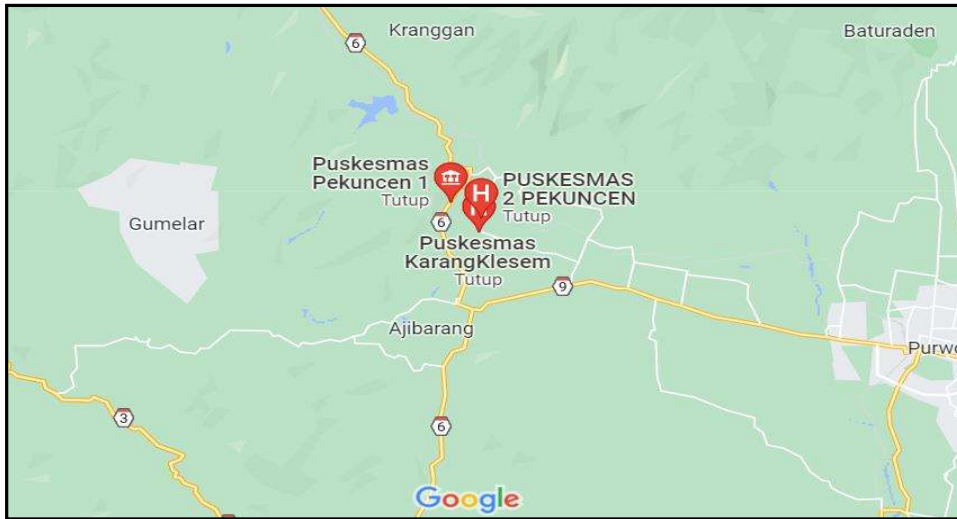 Kranggan
Baturaden
6
Puskesmas
Pekuncen 1
Tutup
H
PUSKESMAS
2 PEKUNCEN
Tutup
Gumelar
6
Puskesmas
KarangKlesem
Tutup
9
Ajibarang
Purwo
3
6
Google